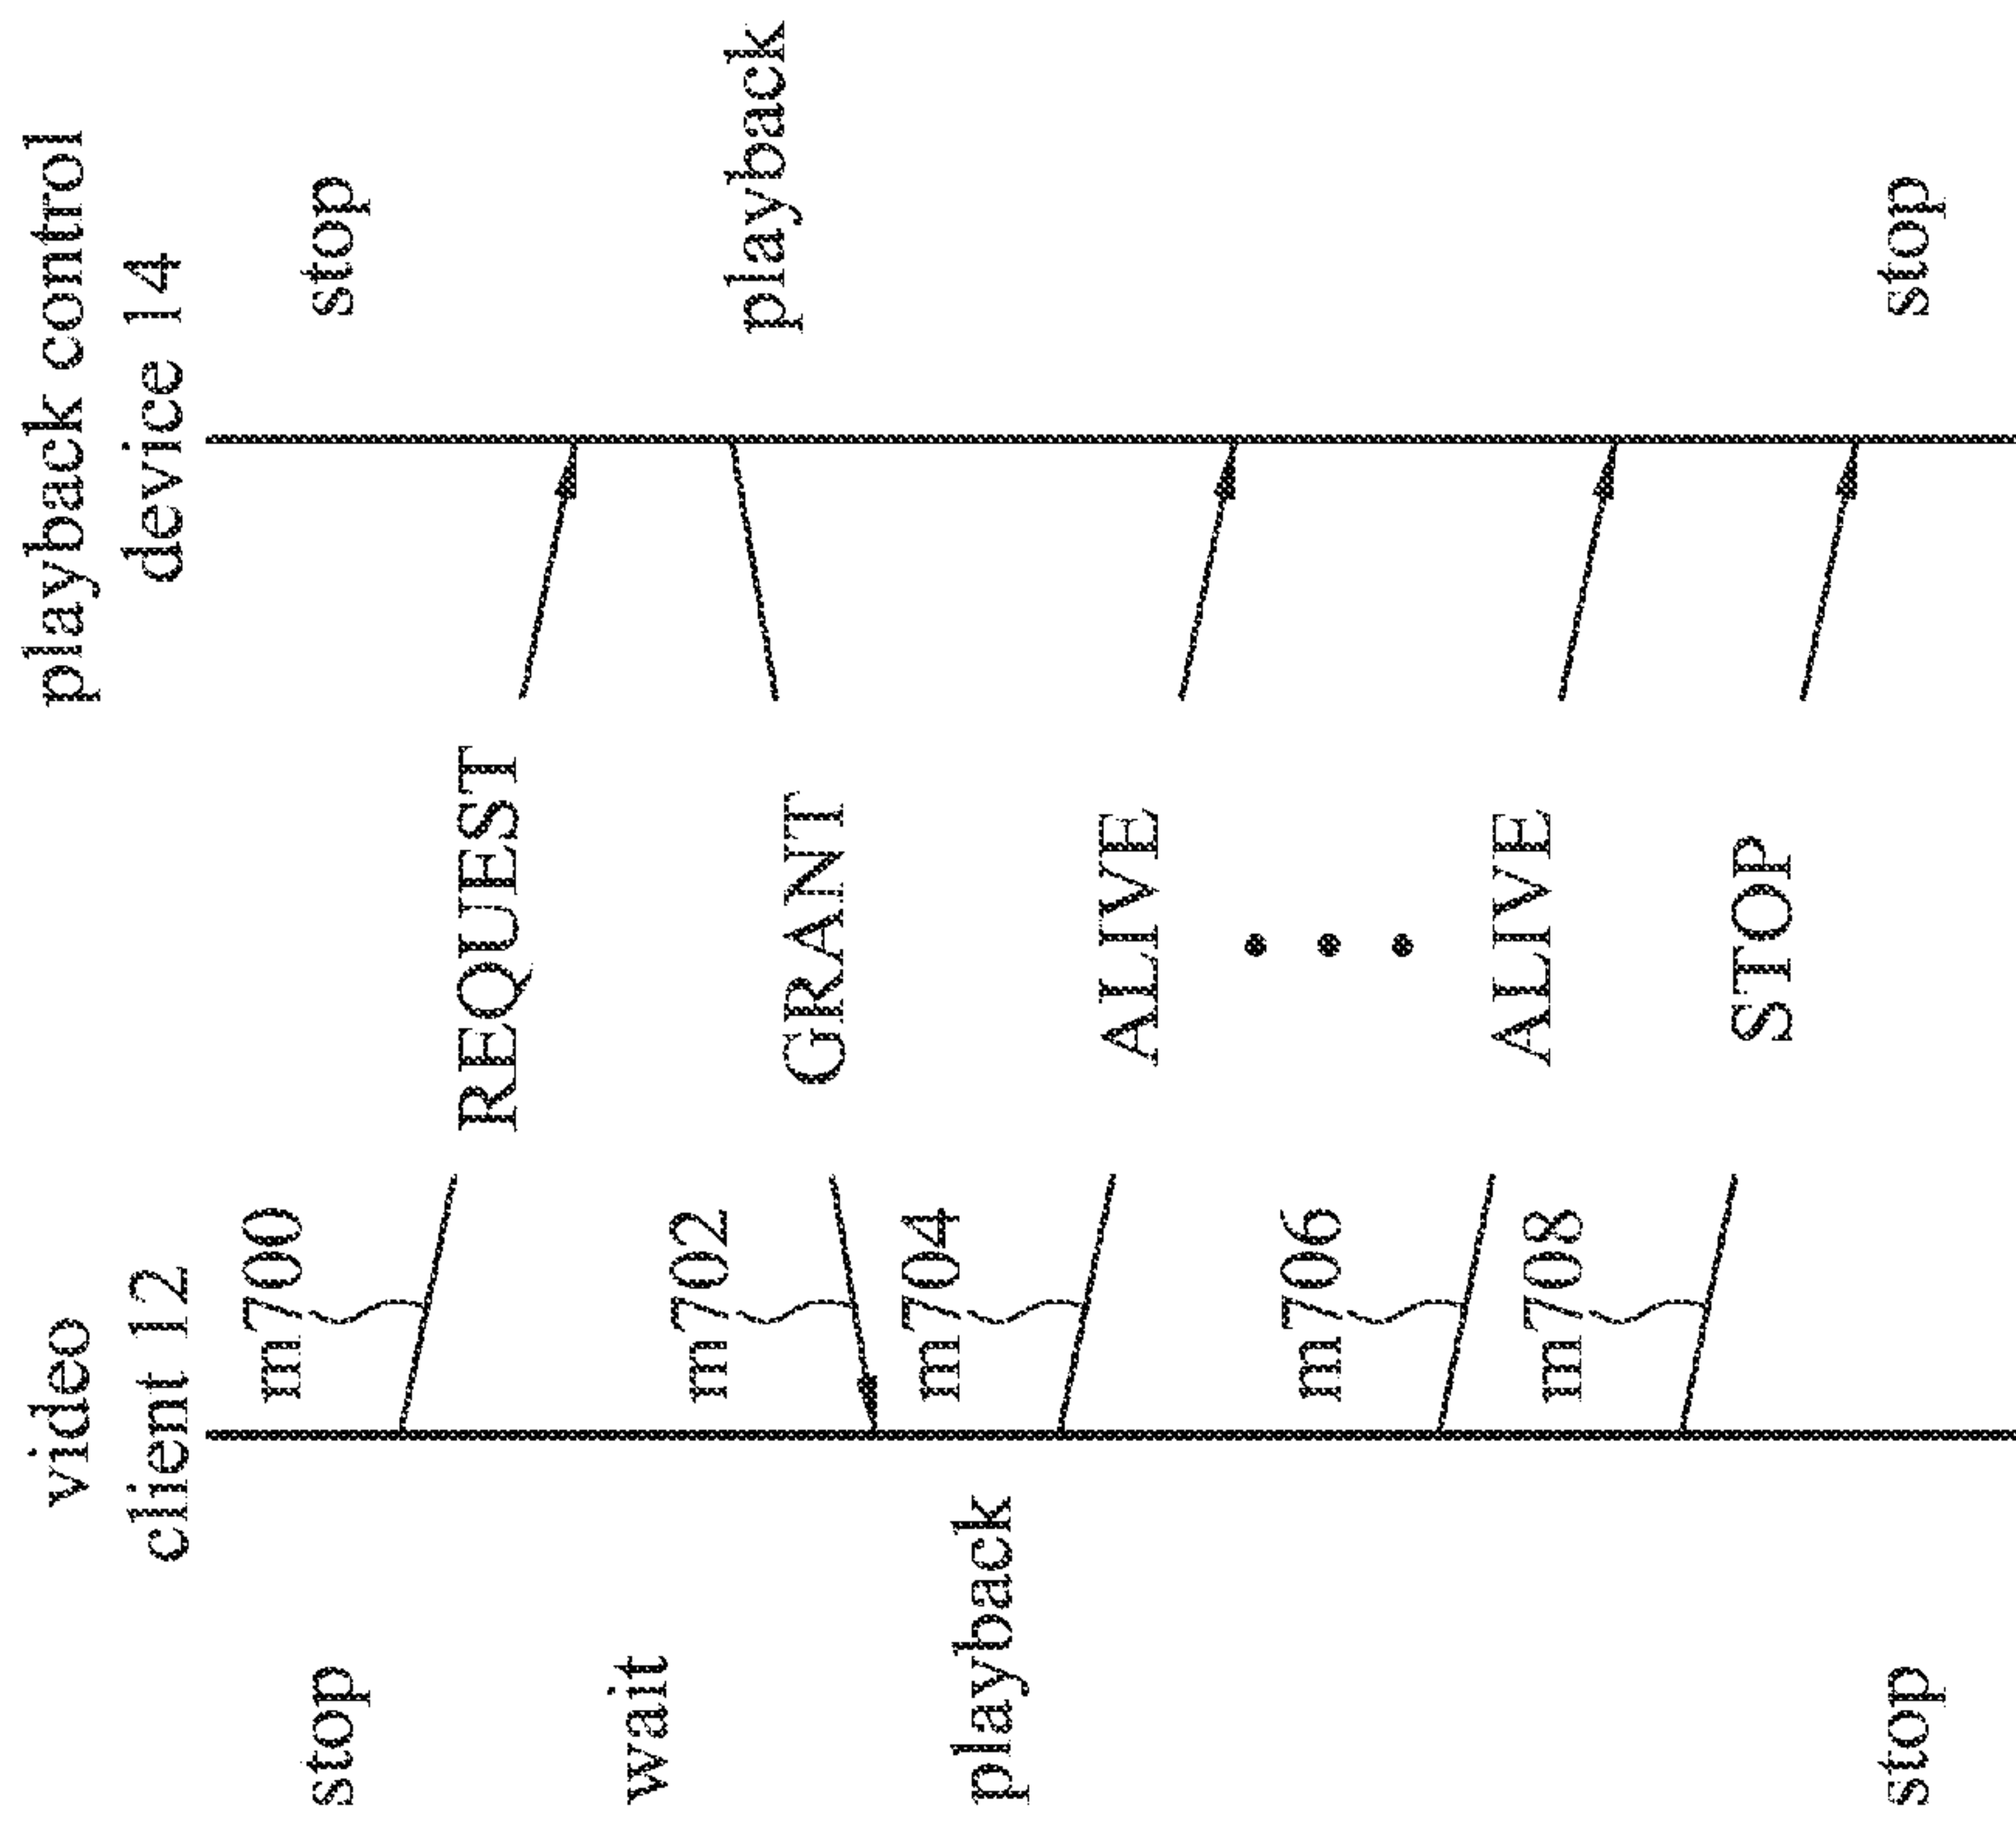 video
client 12
playback control
device 14
stop
m700
stop
REQUEST
wait
m702
playback
GRANT
m704
playback
ALIVE
m706
ALIVE
m708
STOP
stop
stop